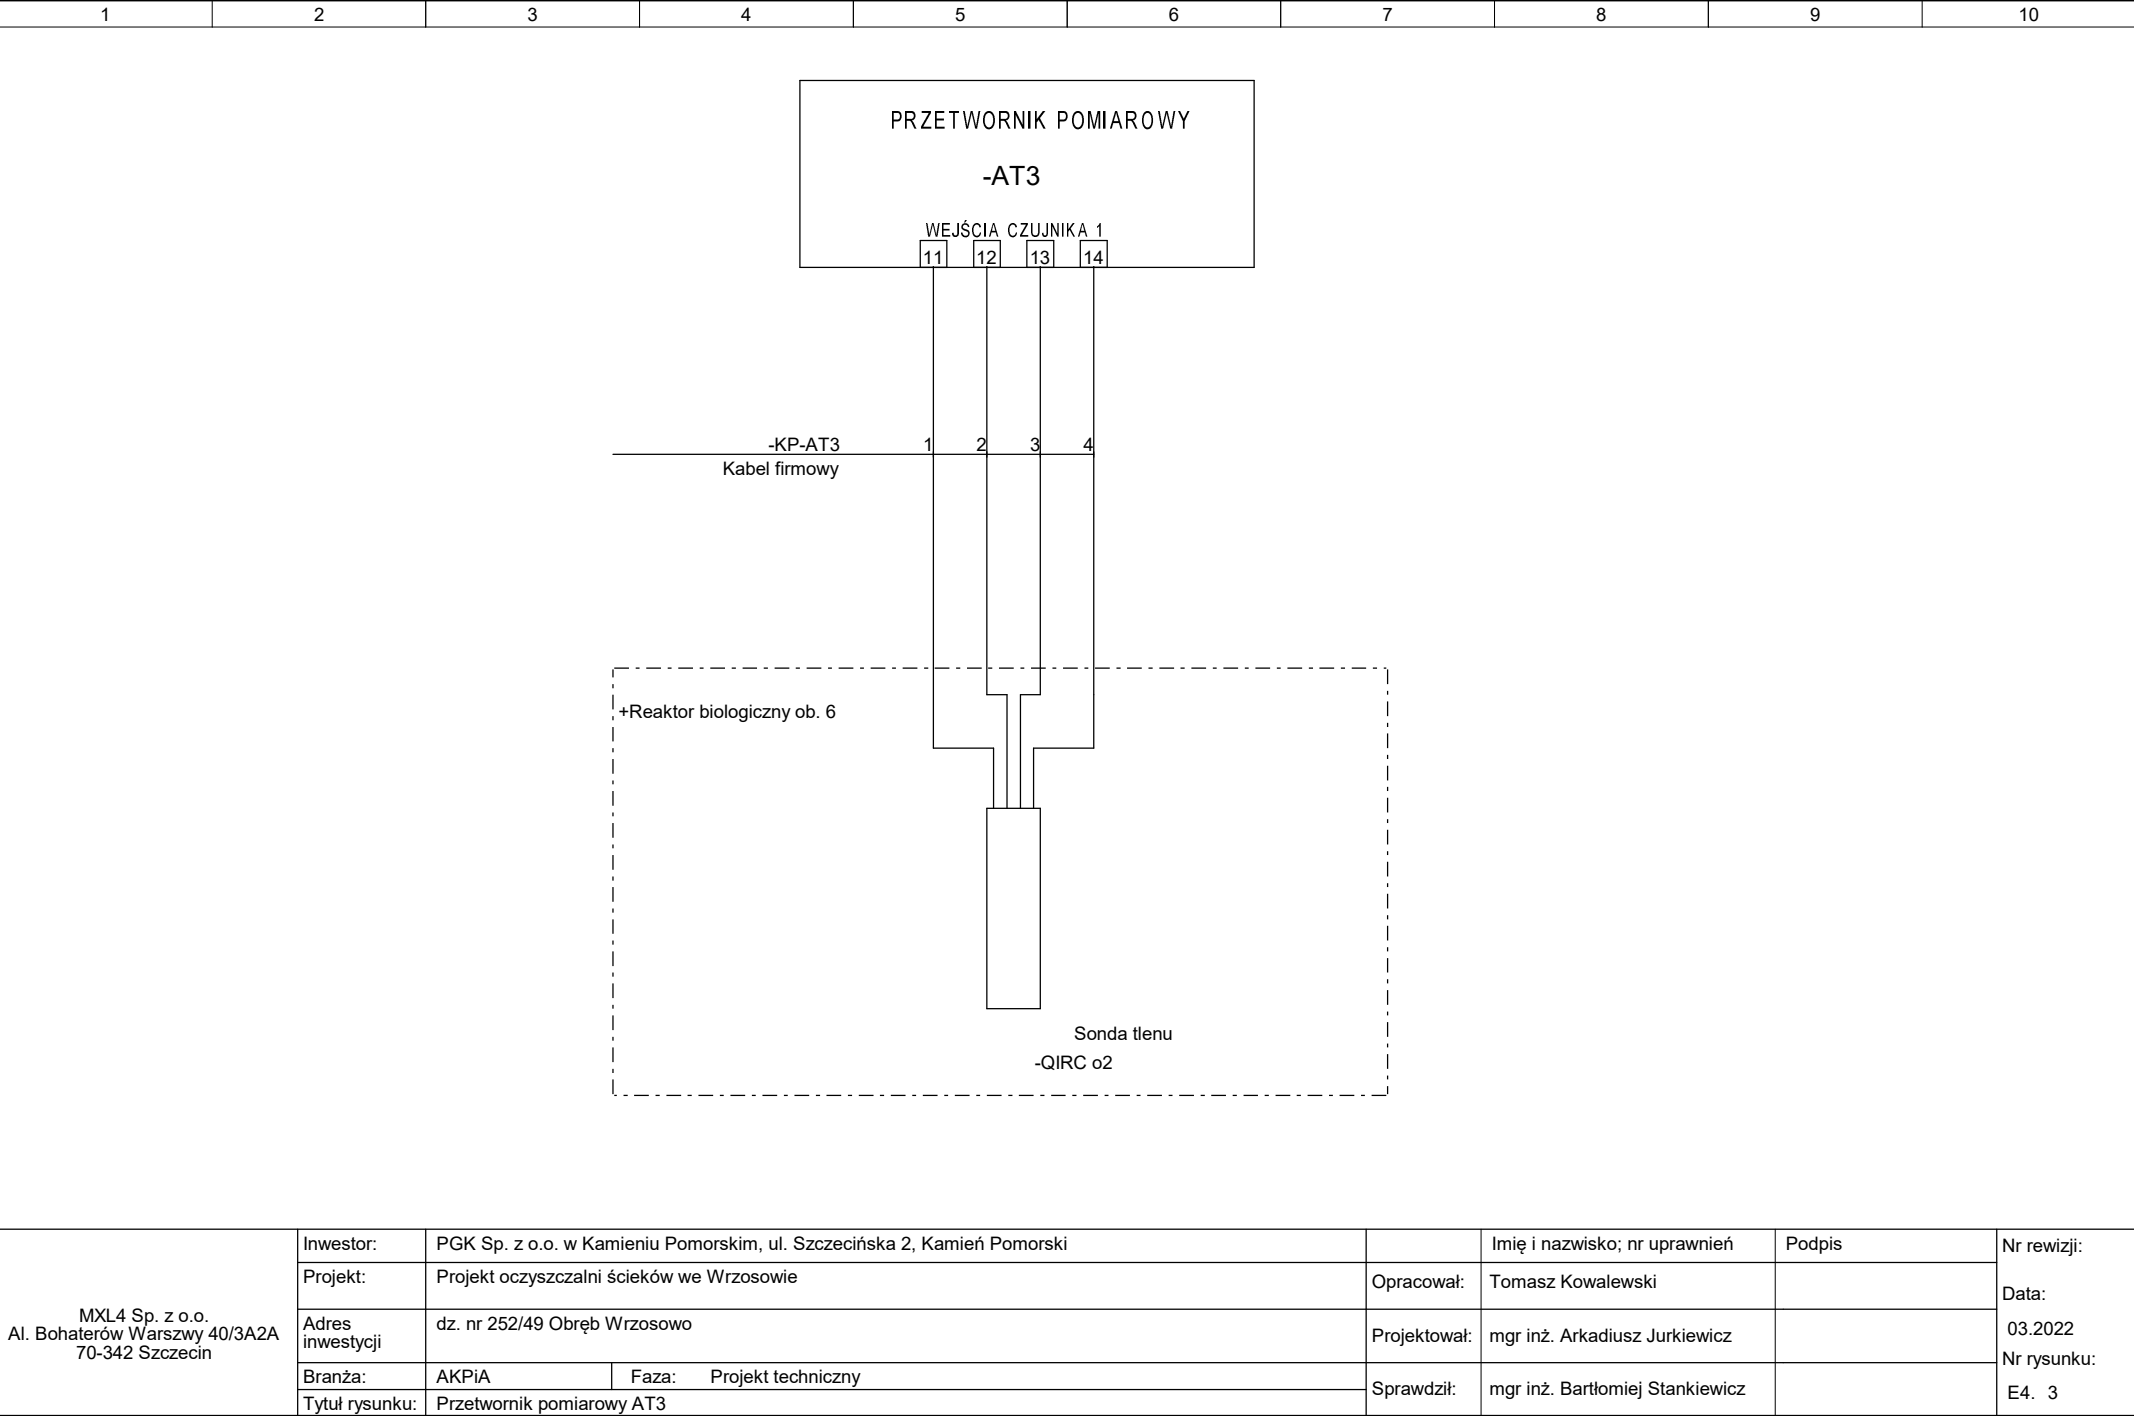 1 2 3 4 5 6 7 8 9 10
PRZETWORNIK POMIAROWY
-AT3
WEJŚCIA CZUJNIKA 1
11 12 13 14
-KP-AT3 1 2 3 4
Kabel firmowy
+Reaktor biologiczny ob. 6
Sonda tlenu
-QIRC o2
MXL4 Sp. z o.o.
Al. Bohaterów Warszwy 40/3A2A
70-342 Szczecin
Inwestor: PGK Sp. z o.o. w Kamieniu Pomorskim, ul. Szczecińska 2, Kamień Pomorski
Projekt: Projekt oczyszczalni ścieków we Wrzosowie
Adres
inwestycji
dz. nr 252/49 Obręb Wrzosowo
Branża: AKPiA Faza: Projekt techniczny
Tytuł rysunku: Przetwornik pomiarowy AT3
Imię i nazwisko; nr uprawnień Podpis
Opracował: Tomasz Kowalewski
Projektował: mgr inż. Arkadiusz Jurkiewicz
Sprawdził: mgr inż. Bartłomiej Stankiewicz
Nr rewizji:
Data:
03.2022
Nr rysunku:
E4. 3